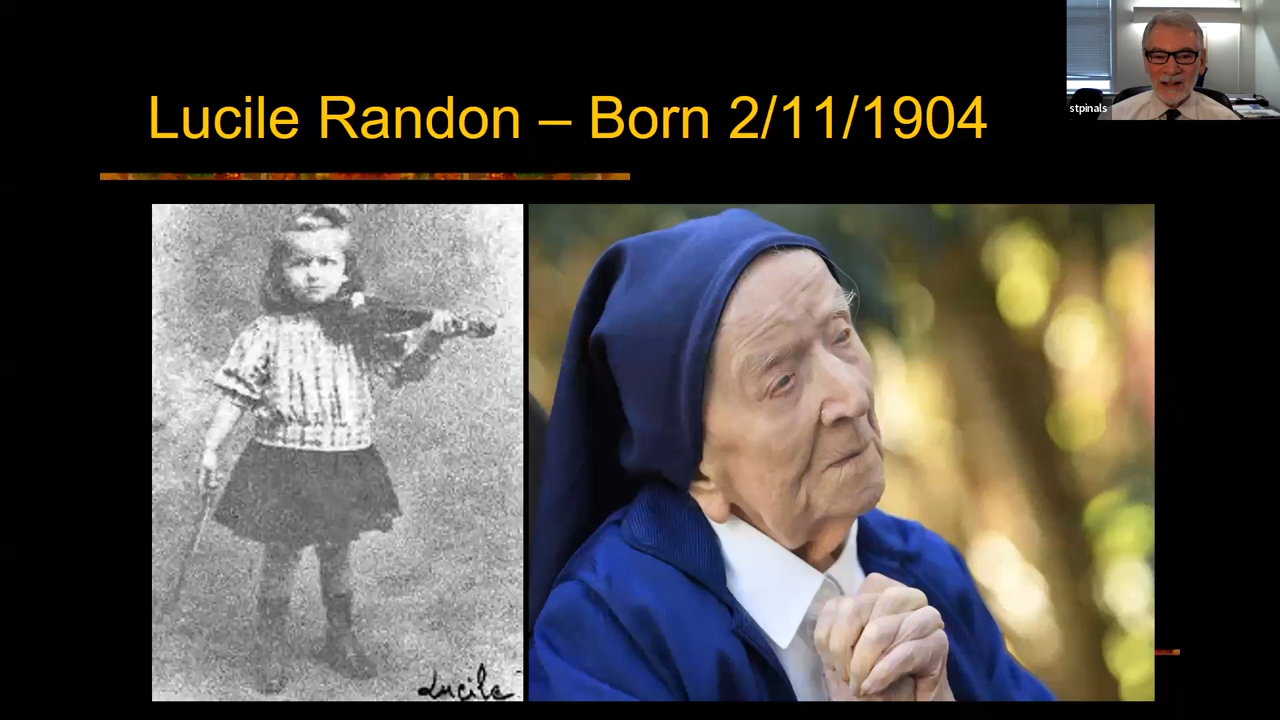 Lucile Randon – Born 2/11/1904
stpinals
Lucile